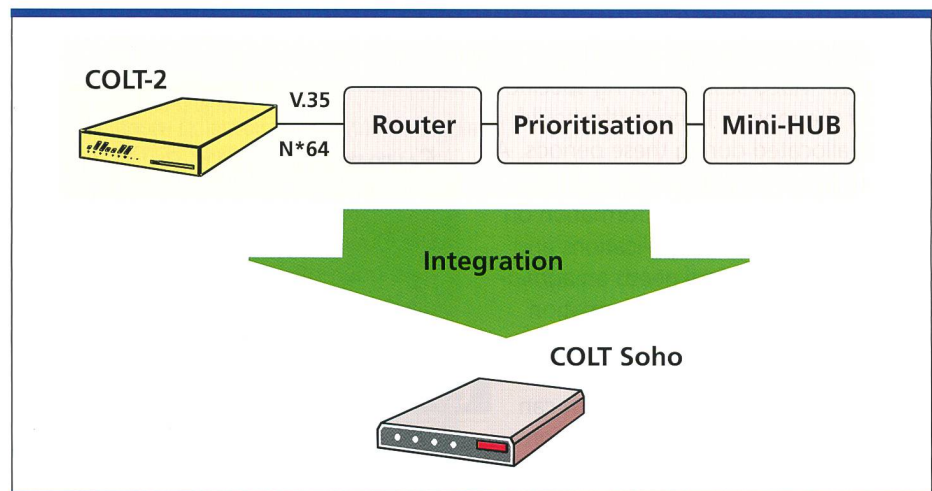 COLT-2
V.35
N*64
Router
Prioritisation
Mini-HUB
Integration
COLT Soho